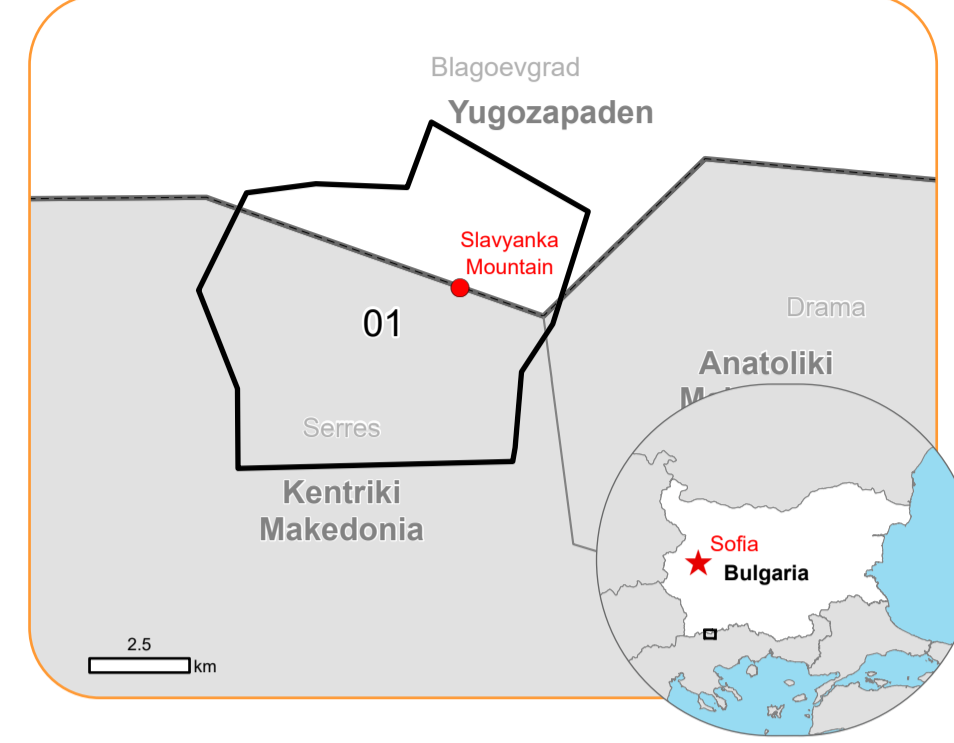 Blagoevgrad
Yugozapaden
Slavyanka
Mountain
01
Drama
Anatoliki
Serres
Kentriki
Makedonia
Sofia
Bulgaria
2.5
km